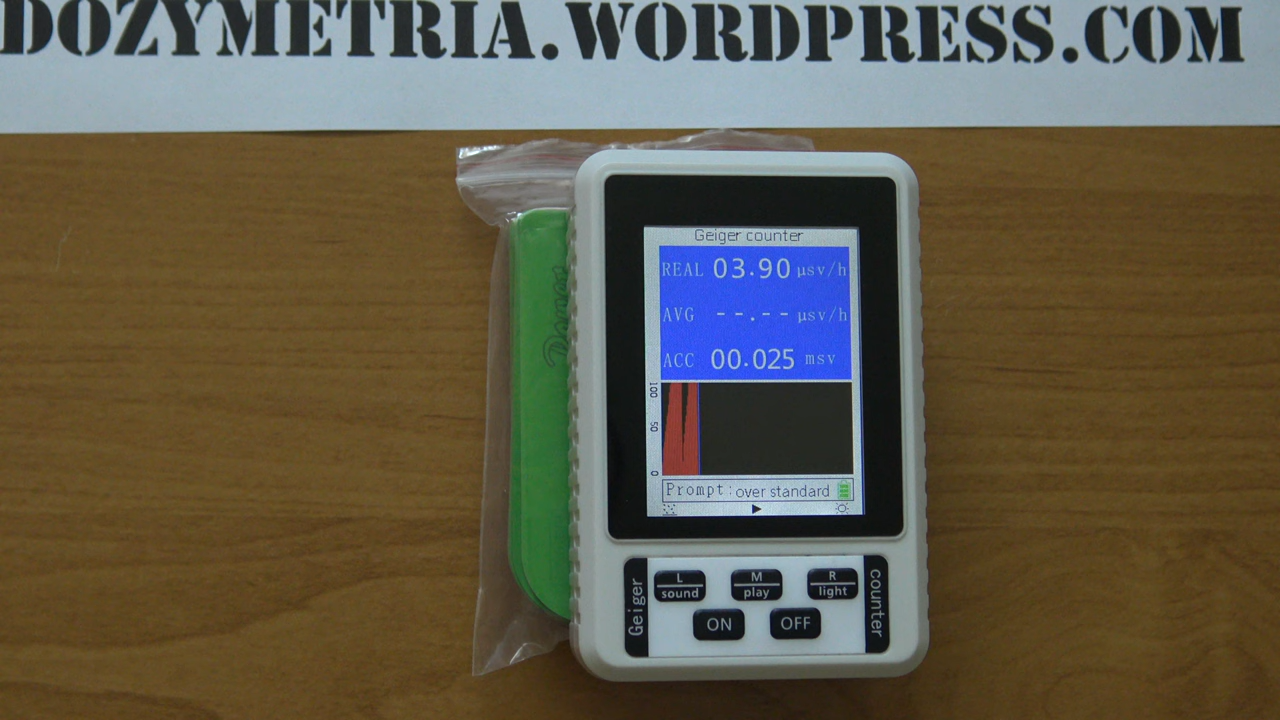 DOZYMETRIA.WORDPRESS.COM
Geiger counter
REAL 03.90 µsv/h
AVG --.-- µsv/h
ACC 00.025 msv
100
50
0
Prompt: over standard
L
sound
M
play
R
light
Geiger
counter
ON
OFF